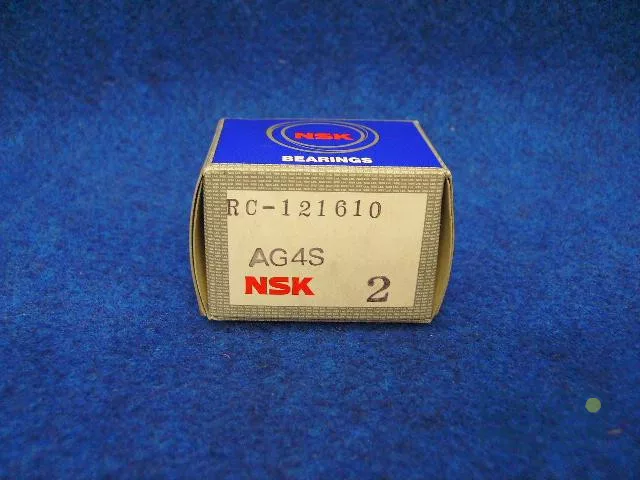 NSK
BEARINGS
RC-121610
AG4S
NSK 2